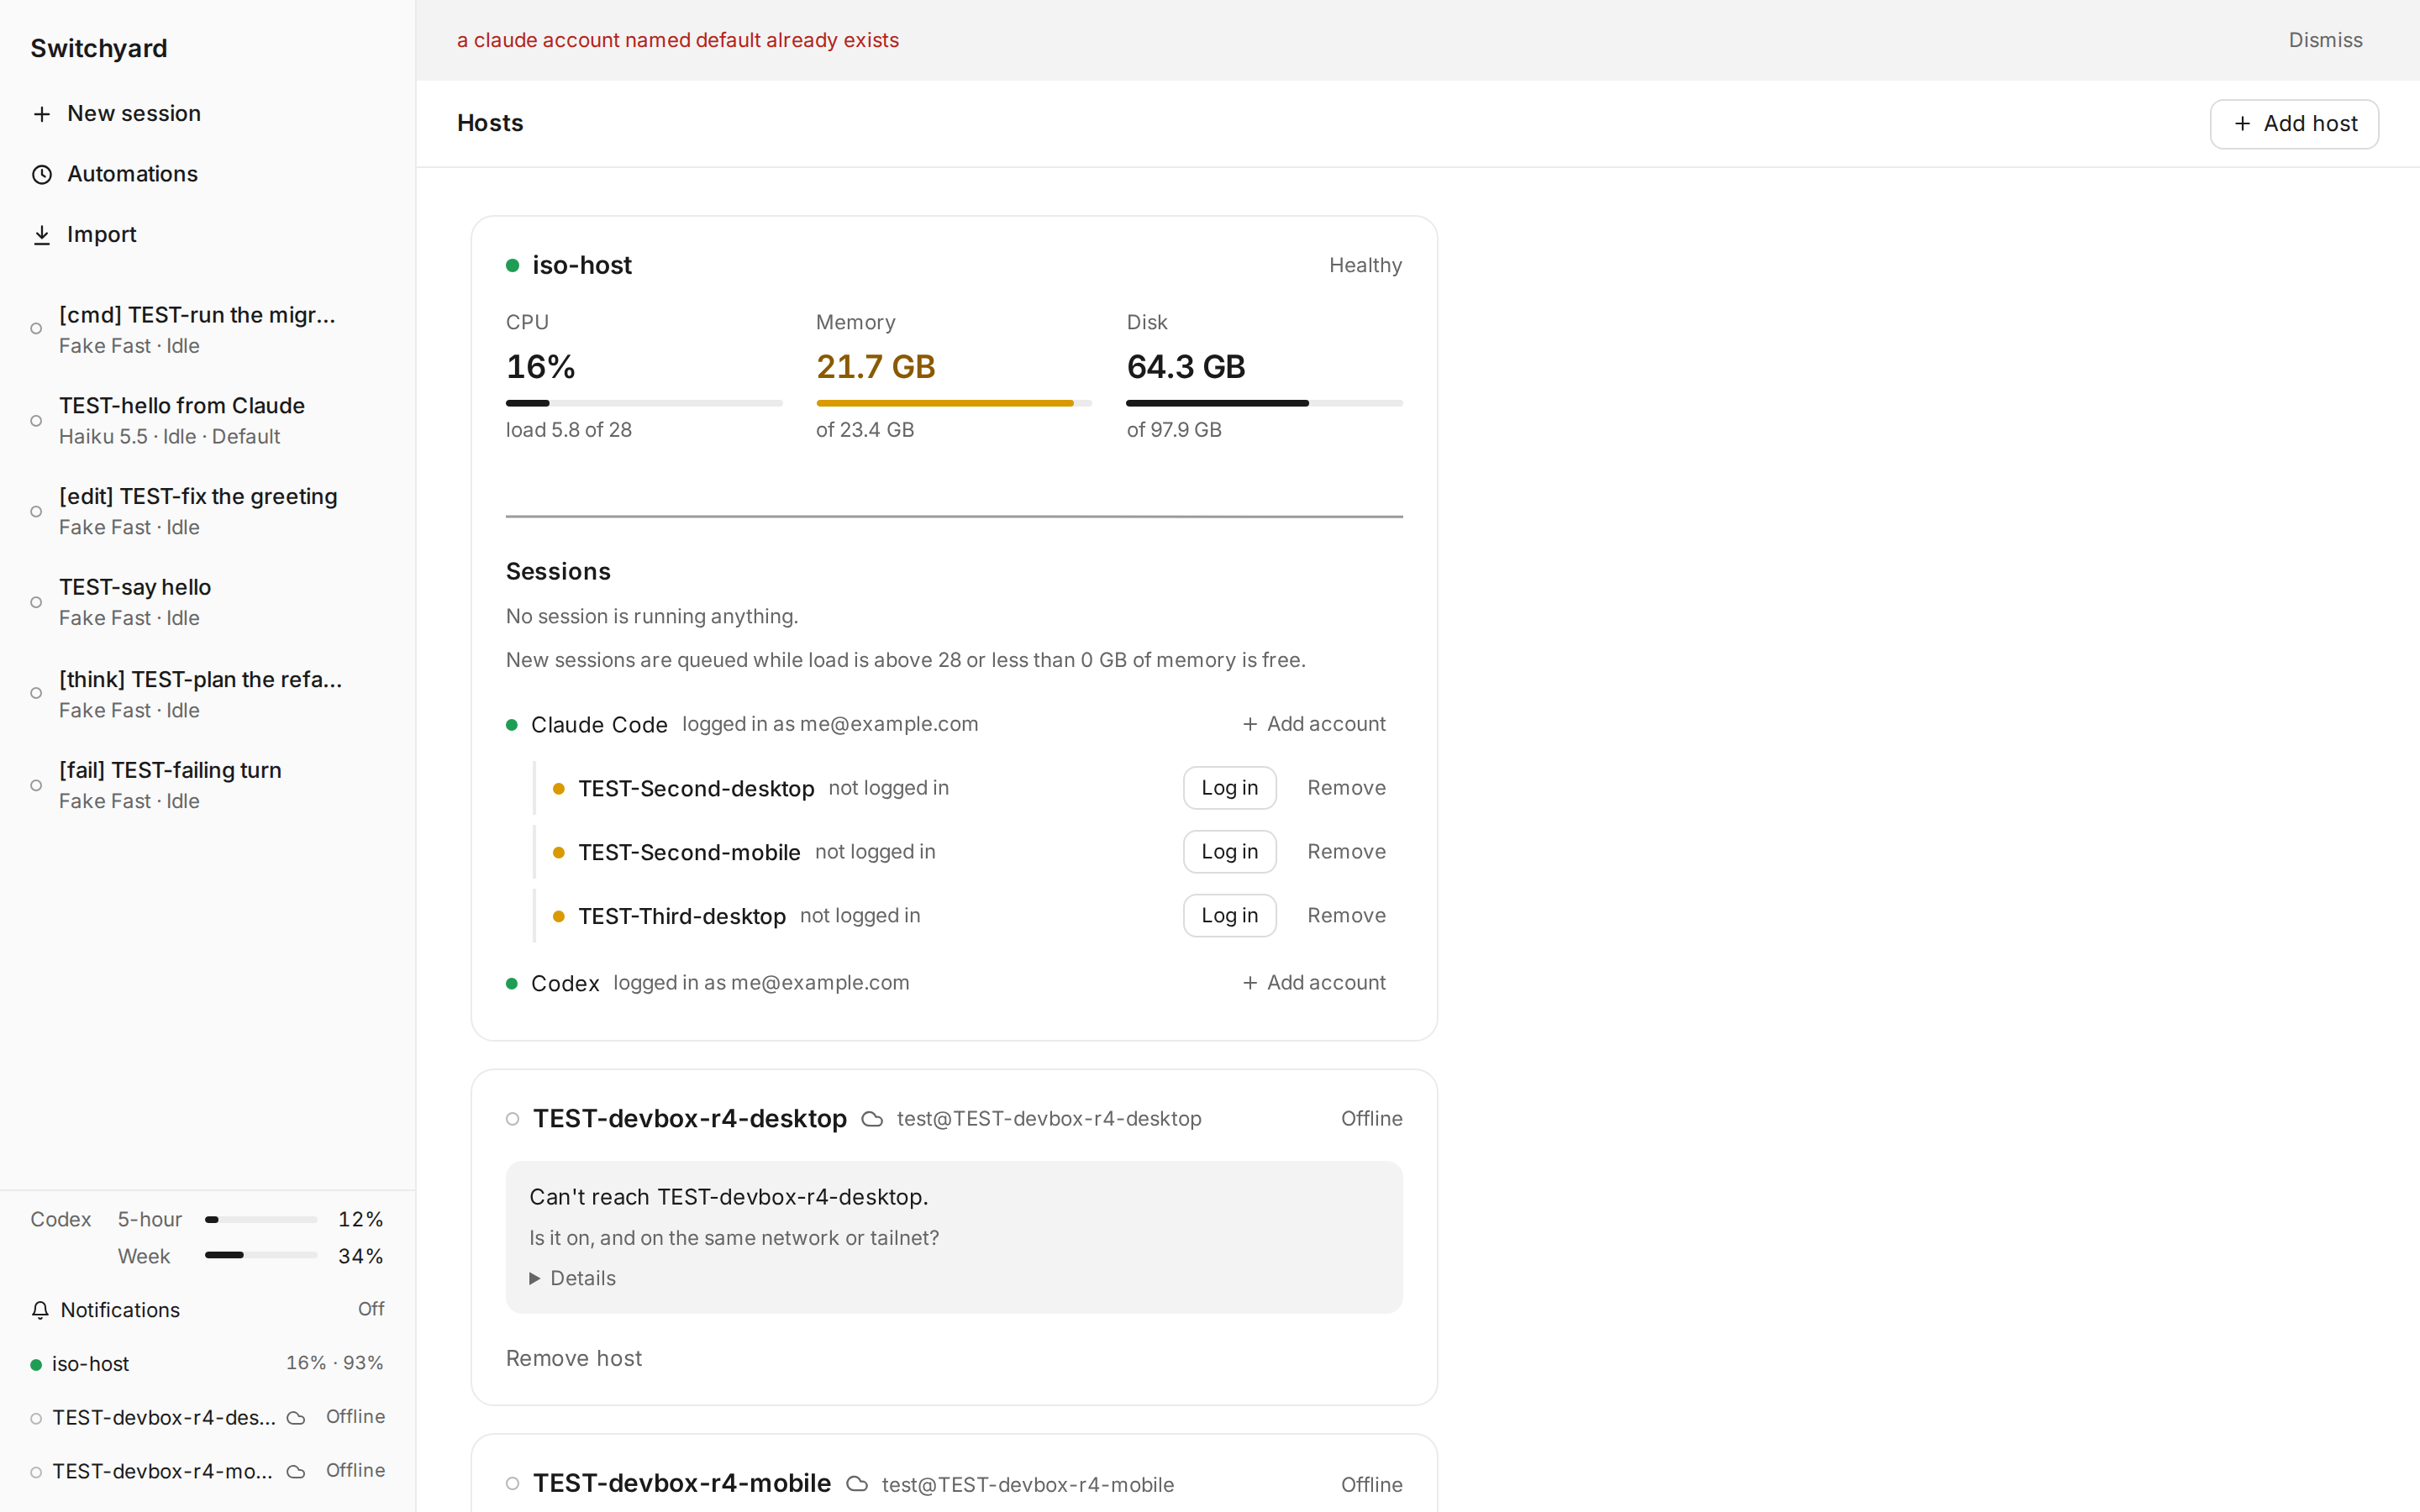 Switchyard
New session
Automations
Import
[cmd] TEST-run the migr...
Fake Fast · Idle
TEST-hello from Claude
Haiku 5.5 · Idle · Default
[edit] TEST-fix the greeting
Fake Fast · Idle
TEST-say hello
Fake Fast · Idle
[think] TEST-plan the refa...
Fake Fast · Idle
[fail] TEST-failing turn
Fake Fast · Idle
Codex 5-hour 12%
Week 34%
Notifications Off
iso-host 16% · 93%
TEST-devbox-r4-des... Offline
TEST-devbox-r4-mo... Offline
a claude account named default already exists Dismiss
Hosts + Add host
iso-host Healthy
CPU Memory Disk
16% 21.7 GB 64.3 GB
load 5.8 of 28 of 23.4 GB of 97.9 GB
Sessions
No session is running anything.
New sessions are queued while load is above 28 or less than 0 GB of memory is free.
Claude Code logged in as me@example.com + Add account
TEST-Second-desktop not logged in Log in Remove
TEST-Second-mobile not logged in Log in Remove
TEST-Third-desktop not logged in Log in Remove
Codex logged in as me@example.com + Add account
TEST-devbox-r4-desktop test@TEST-devbox-r4-desktop Offline
Can't reach TEST-devbox-r4-desktop.
Is it on, and on the same network or tailnet?
Details
Remove host
TEST-devbox-r4-mobile test@TEST-devbox-r4-mobile Offline